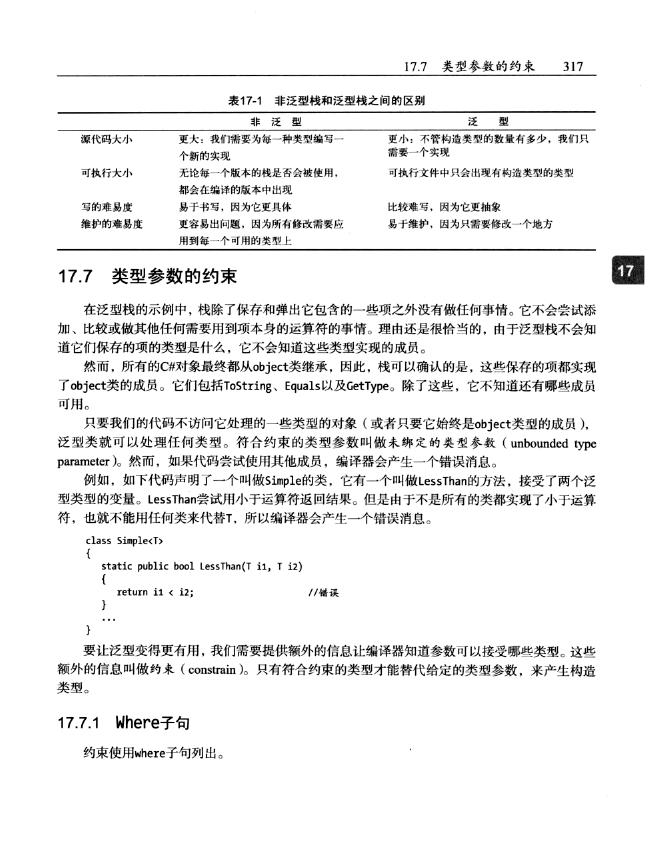 17.7 类型参数的约束 317
表17-1 非泛型栈和泛型栈之间的区别
非 泛 型 泛 型
源代码大小 更大：我们需要为每一种类型编写一 更小：不管构造类型的数量有多少，我们只
个新的实现 需要一个实现
可执行大小 无论每一个版本的栈是否会被使用， 可执行文件中只会出现有构造类型的类型
都会在编译的版本中出现
写的难易度 易于书写，因为它更具体 比较难写，因为它更抽象
维护的难易度 更容易出问题，因为所有修改需要应 易于维护，因为只需要修改一个地方
用到每一个可用的类型上
17.7 类型参数的约束
17
在泛型栈的示例中，栈除了保存和弹出它包含的一些项之外没有做任何事情。它不会尝试添
加、比较或做其他任何需要用到项本身的运算符的事情。理由还是很恰当的，由于泛型栈不会知
道它们保存的项的类型是什么，它不会知道这些类型实现的成员。
然而，所有的C#对象最终都从object类继承，因此，栈可以确认的是，这些保存的项都实现
了object类的成员。它们包括ToString、Equals以及GetType。除了这些，它不知道还有哪些成员
可用。
只要我们的代码不访问它处理的一些类型的对象（或者只要它始终是object类型的成员），
泛型类就可以处理任何类型。符合约束的类型参数叫做未绑定的类型参数（unbounded type
parameter）。然而，如果代码尝试使用其他成员，编译器会产生一个错误消息。
例如，如下代码声明了一个叫做Simple的类，它有一个叫做LessThan的方法，接受了两个泛
型类型的变量。LessThan尝试用小于运算符返回结果。但是由于不是所有的类都实现了小于运算
符，也就不能用任何类来代替T，所以编译器会产生一个错误消息。
class Simple<T>
{
static public bool LessThan(T i1, T i2)
{
return i1 < i2; //错误
}
...
}
要让泛型变得更有用，我们需要提供额外的信息让编译器知道参数可以接受哪些类型。这些
额外的信息叫做约束（constrain）。只有符合约束的类型才能替代给定的类型参数，来产生构造
类型。
17.7.1 Where子句
约束使用where子句列出。